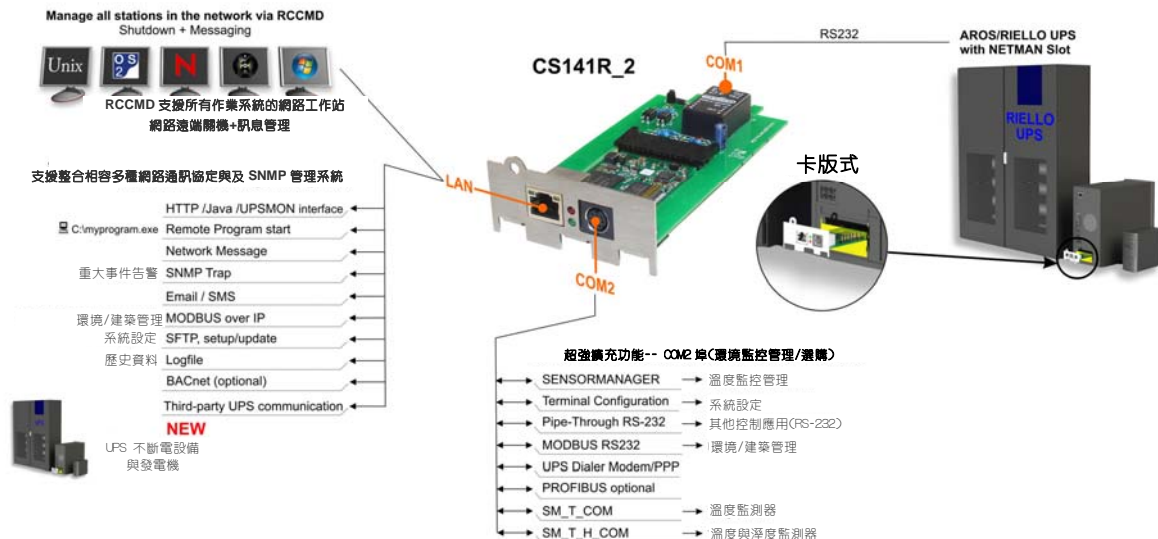 Manage all stations in the network via RCCMD
Shutdown + Messaging
Unix
OS
2
N
RCCMD 支援所有作業系統的網路工作站
網路遠端關機+訊息管理
支援整合相容多種網路通訊協定與及 SNMP 管理系統
LAN
HTTP /Java /UPSMON interface
C:\myprogram.exe Remote Program start
Network Message
重大事件告警 SNMP Trap
Email / SMS
環境/建築管理 MODBUS over IP
系統設定 SFTP, setup/update
歷史資料 Logfile
BACnet (optional)
Third-party UPS communication
NEW
UPS 不斷電設備
與發電機
CS141R_2
COM1
RS232
AROS/RIELLO UPS
with NETMAN Slot
RIELLO
UPS
卡版式
COM2
超強擴充功能-- COM2 埠(環境監控管理/選購)
SENSORMANAGER 溫度監控管理
Terminal Configuration 系統設定
Pipe-Through RS-232 其他控制應用(RS-232)
MODBUS RS232 環境/建築管理
UPS Dialer Modem/PPP
PROFIBUS optional
SM_T_COM 溫度監測器
SM_T_H_COM 溫度與溼度監測器